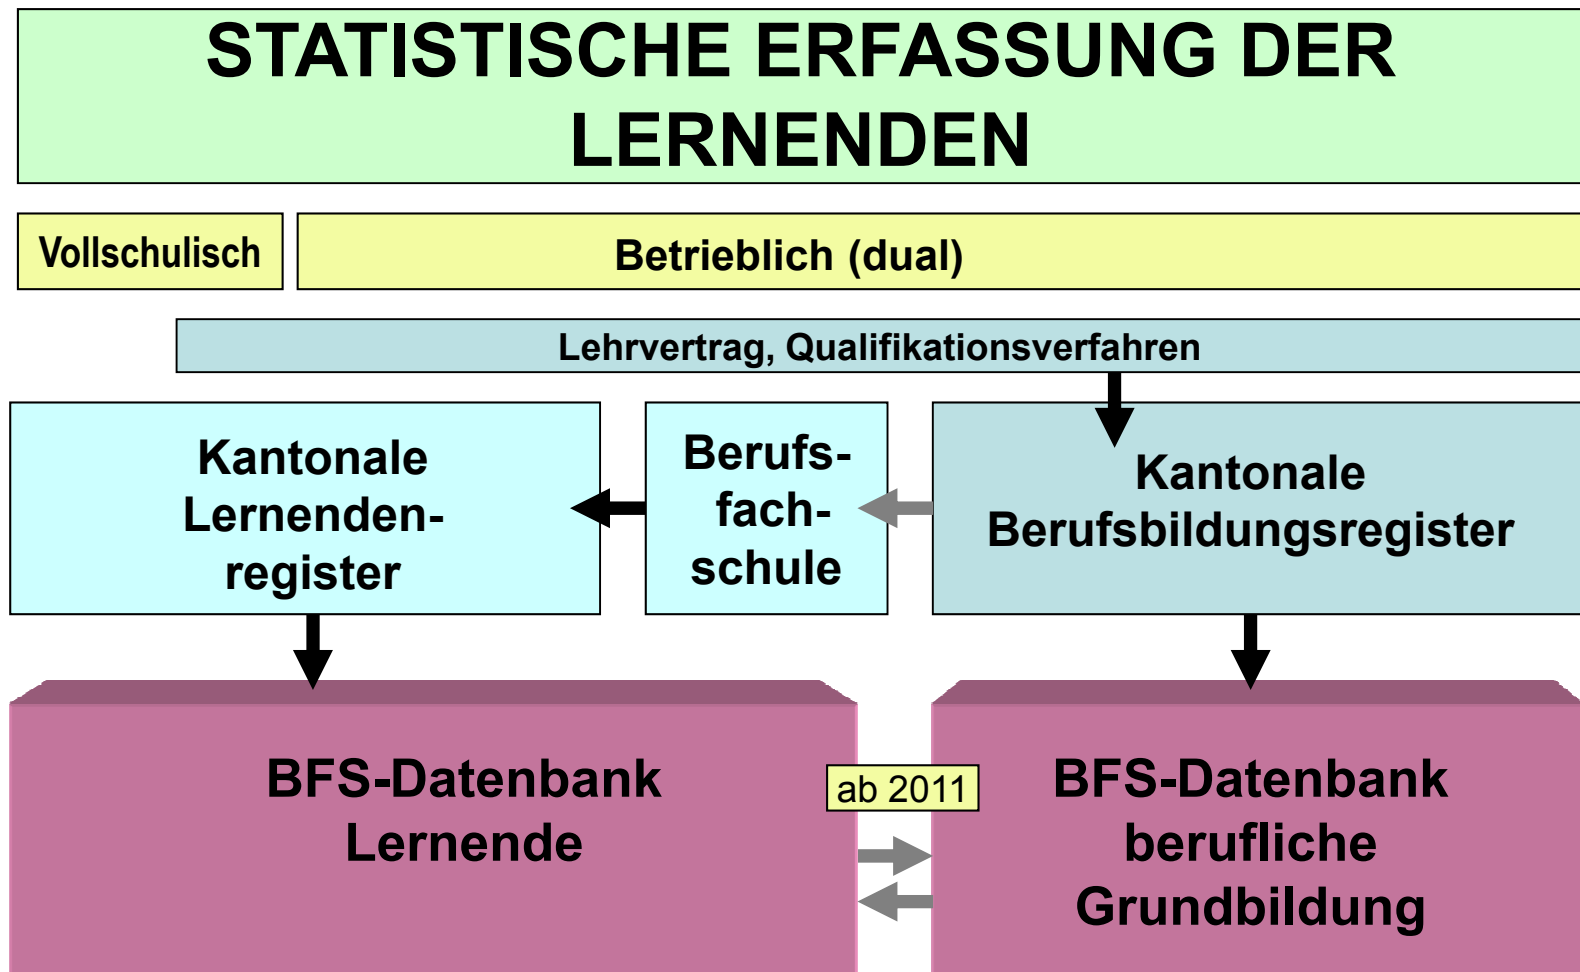 STATISTISCHE ERFASSUNG DER
LERNENDEN
Vollschulisch
Betrieblich (dual)
Lehrvertrag, Qualifikationsverfahren
Kantonale
Lernenden-
register
Berufs-
fach-
schule
Kantonale
Berufsbildungsregister
BFS-Datenbank
Lernende
ab 2011
BFS-Datenbank
berufliche
Grundbildung